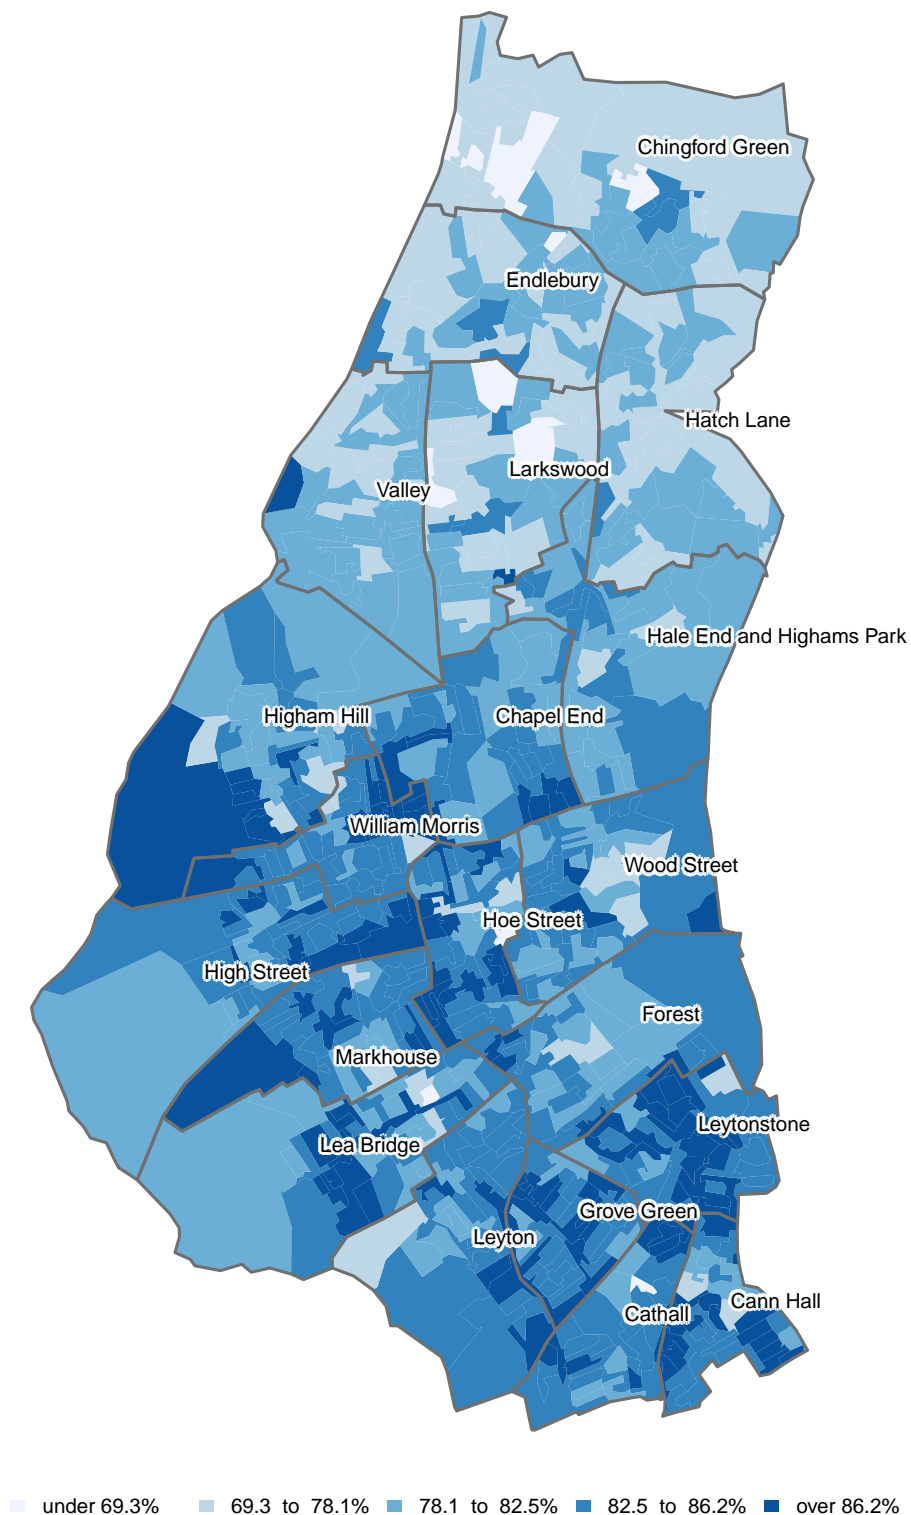 Chingford Green
Endlebury
Hatch Lane
Larkswood
Valley
Hale End and Highams Park
Higham Hill
Chapel End
William Morris
Wood Street
Hoe Street
High Street
Forest
Markhouse
Leytonstone
Lea Bridge
Grove Green
Leyton
Cann Hall
Cathall
under 69.3% 69.3 to 78.1% 78.1 to 82.5% 82.5 to 86.2% over 86.2%